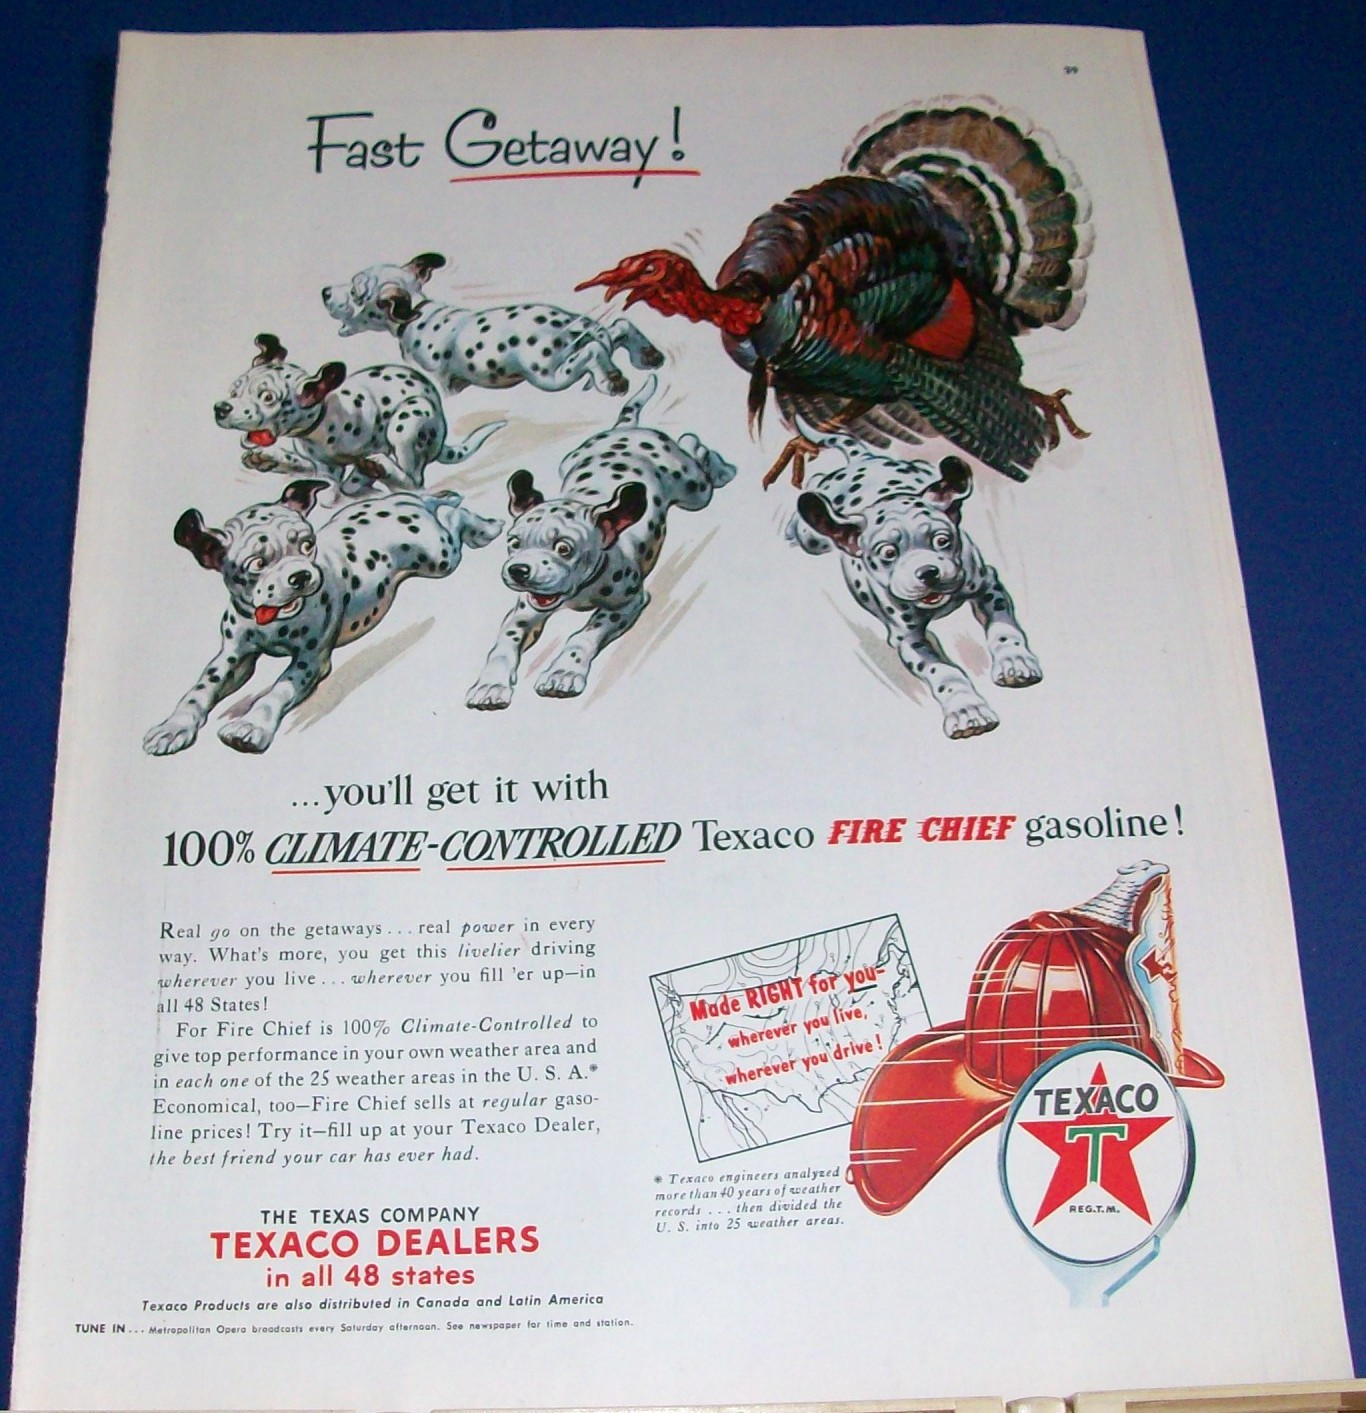 39
Fast Getaway!
...you'll get it with
100% CLIMATE-CONTROLLED Texaco FIRE CHIEF gasoline!
Real go on the getaways... real power in every
way. What's more, you get this livelier driving
wherever you live... wherever you fill 'er up—in
all 48 States!
For Fire Chief is 100% Climate-Controlled to
give top performance in your own weather area and
in each one of the 25 weather areas in the U. S. A.*
Economical, too—Fire Chief sells at regular gaso-
line prices! Try it—fill up at your Texaco Dealer,
the best friend your car has ever had.
Made RIGHT for you-
wherever you live,
wherever you drive!
* Texaco engineers analyzed
more than 40 years of weather
records ... then divided the
U. S. into 25 weather areas.
TEXACO
T
REG.T.M.
THE TEXAS COMPANY
TEXACO DEALERS
in all 48 states
Texaco Products are also distributed in Canada and Latin America
TUNE IN... Metropolitan Opera broadcasts every Saturday afternoon. See newspaper for time and station.